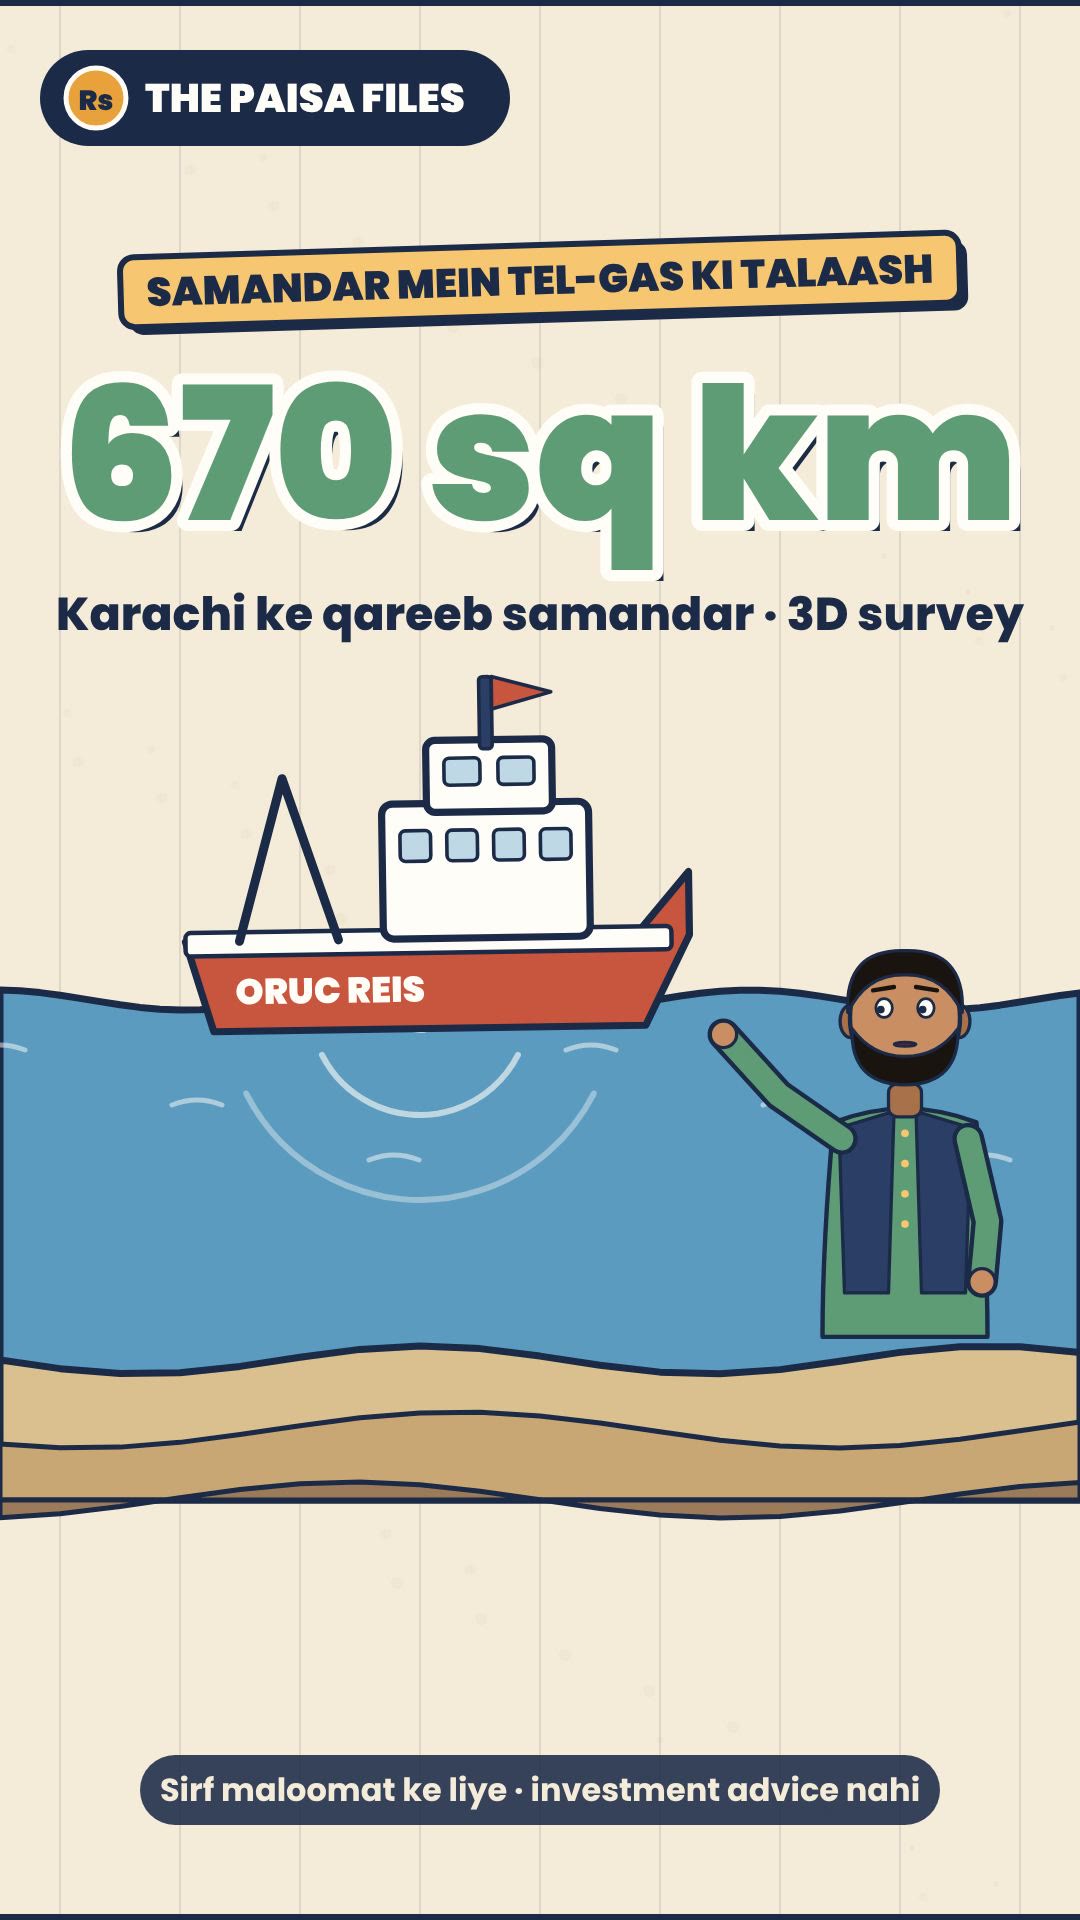 Rs THE PAISA FILES
SAMANDAR MEIN TEL-GAS KI TALAASH
670 sq km
Karachi ke qareeb samandar · 3D survey
ORUC REIS
Sirf maloomat ke liye · investment advice nahi